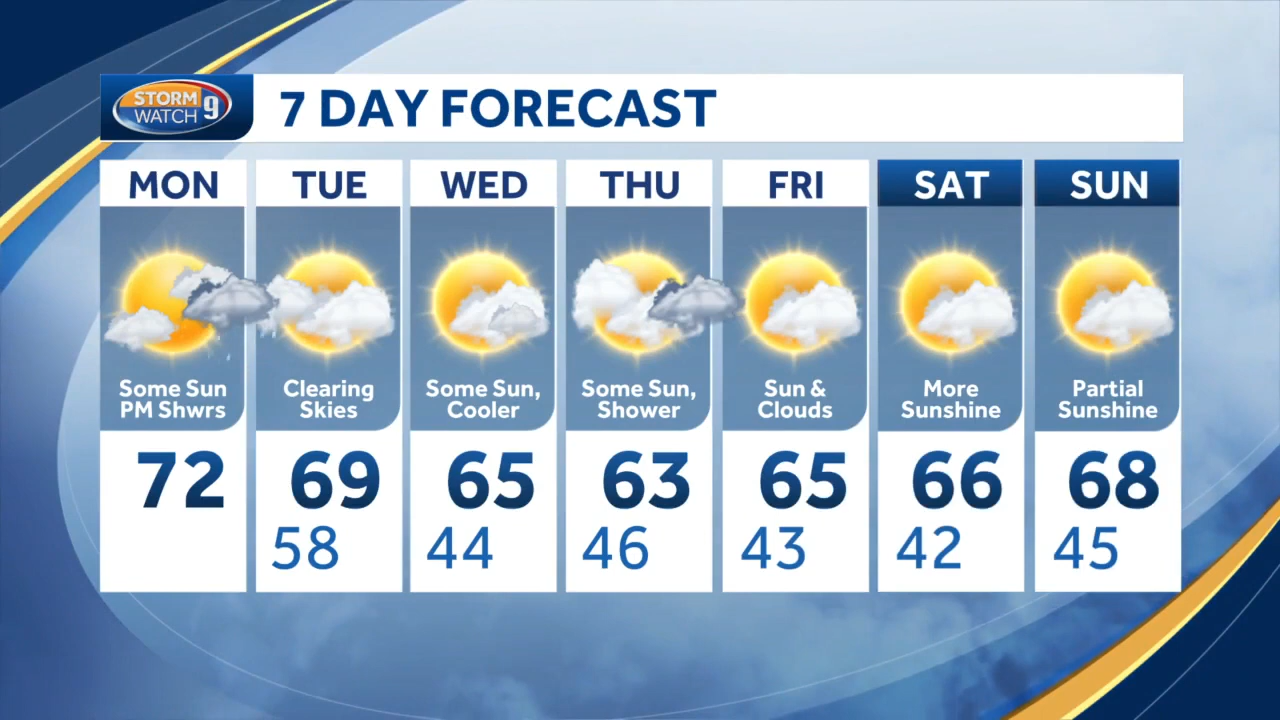 STORM
WATCH 9
7 DAY FORECAST
MON
TUE
WED
THU
FRI
SAT
SUN
Some Sun
PM Shwrs
Clearing
Skies
Some Sun,
Cooler
Some Sun,
Shower
Sun &
Clouds
More
Sunshine
Partial
Sunshine
72
69
65
63
65
66
68
58
44
46
43
42
45